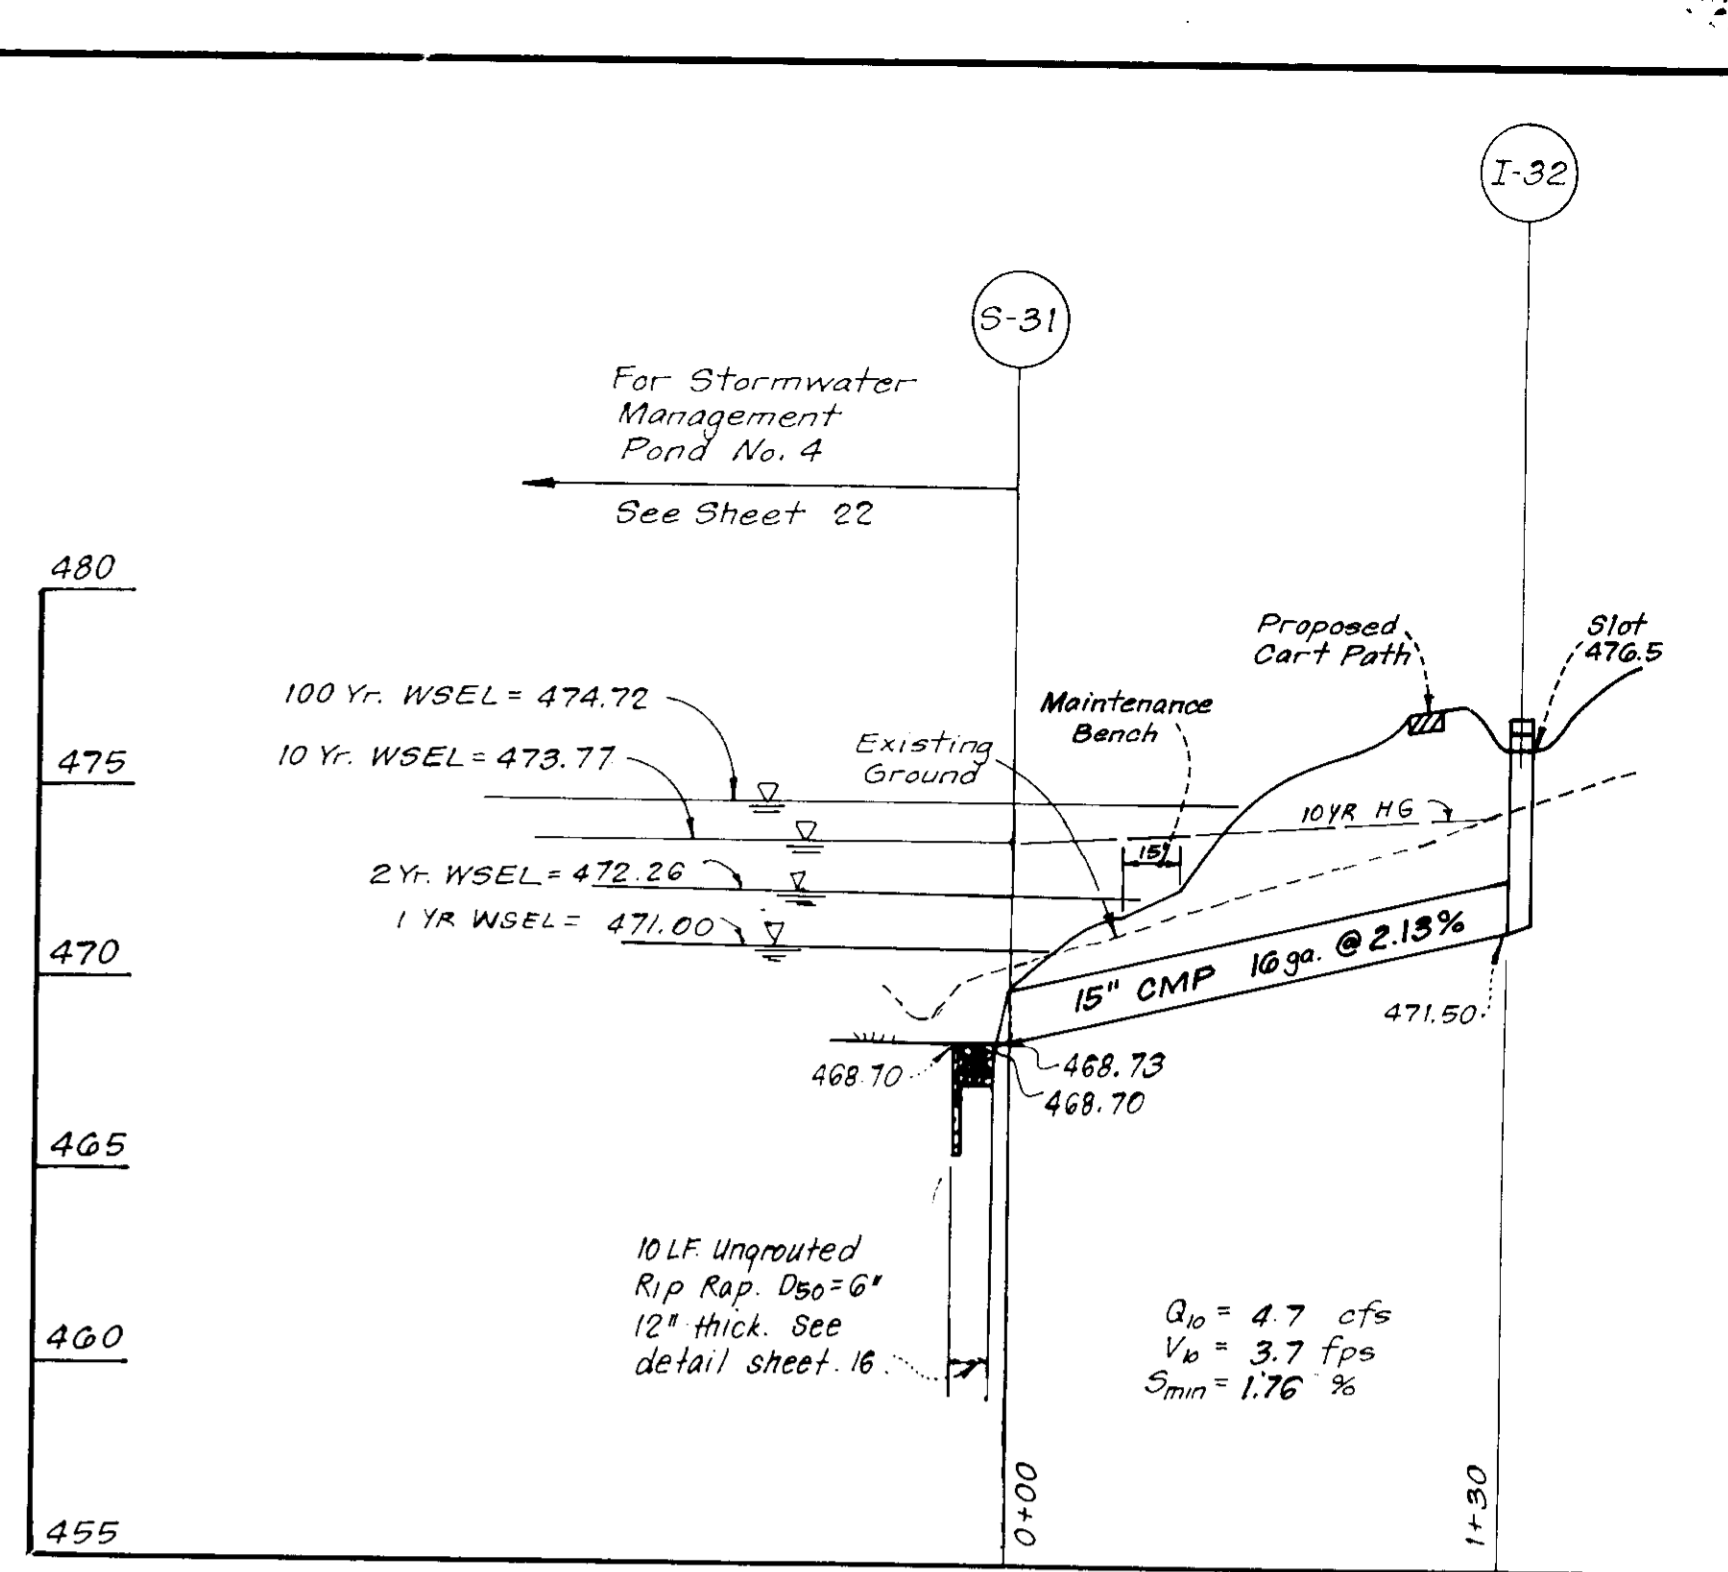 I-32
S-31
For Stormwater
Management
Pond No. 4
See Sheet 22
480
475
470
465
460
455
Proposed
Cart Path
Slot
476.5
100 Yr. WSEL = 474.72
10 Yr. WSEL = 473.77
2 Yr. WSEL = 472.26
1 YR WSEL = 471.00
Existing
Ground
Maintenance
Bench
15'
10 YR HG
15" CMP 16 ga. @ 2.13%
471.50
468.70
468.73
468.70
10 LF. Ungrouted
Rip Rap. D50 = 6"
12" thick. See
detail sheet. 16
Q10 = 4.7 cfs
V10 = 3.7 fps
Smin = 1.76 %
0+00
1+30